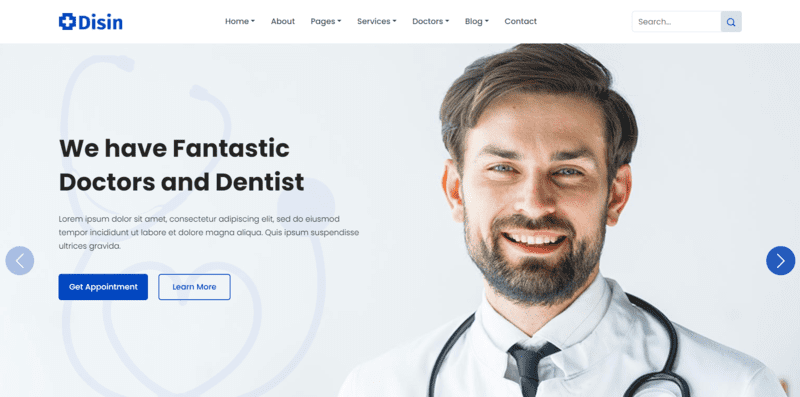 Disin
Home About Pages Services Doctors Blog Contact
Search...
We have Fantastic
Doctors and Dentist
Lorem ipsum dolor sit amet, consectetur adipiscing elit, sed do eiusmod
tempor incididunt ut labore et dolore magna aliqua. Quis ipsum suspendisse
ultrices gravida.
Get Appointment
Learn More